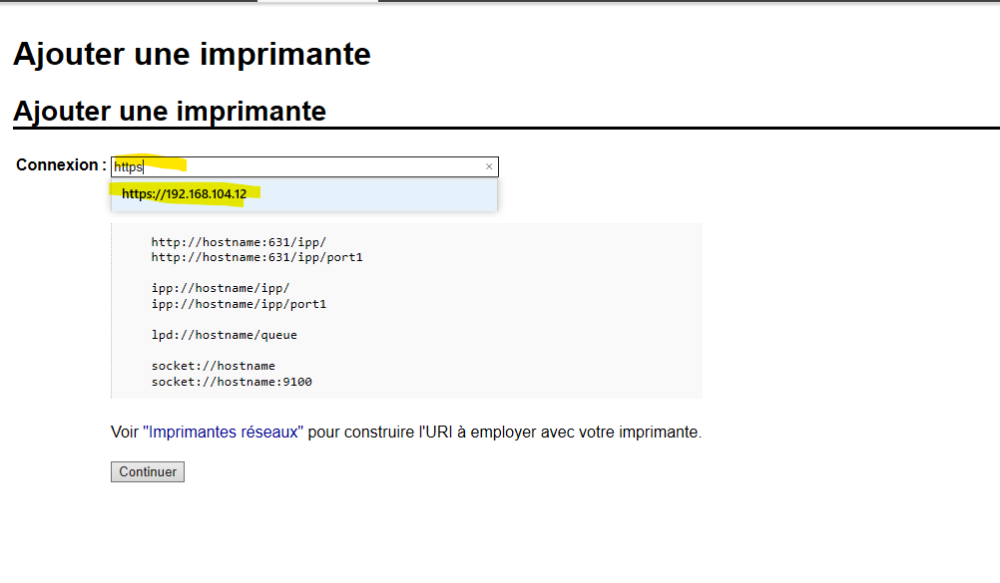 Ajouter une imprimante
Ajouter une imprimante
Connexion : https ×
https://192.168.104.12
http://hostname:631/ipp/
http://hostname:631/ipp/port1
ipp://hostname/ipp/
ipp://hostname/ipp/port1
lpd://hostname/queue
socket://hostname
socket://hostname:9100
Voir "Imprimantes réseaux" pour construire l'URI à employer avec votre imprimante.
Continuer